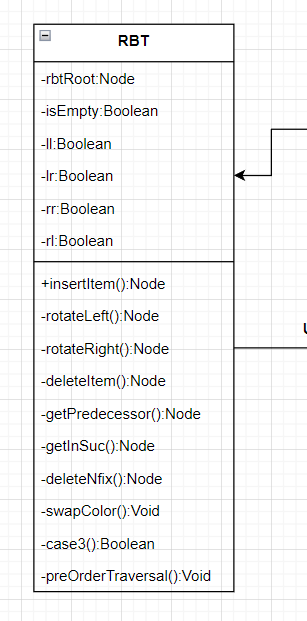 RBT
-rbtRoot:Node
-isEmpty:Boolean
-ll:Boolean
-lr:Boolean
-rr:Boolean
-rl:Boolean
+insertItem():Node
-rotateLeft():Node
-rotateRight():Node
-deleteItem():Node
-getPredecessor():Node
-getInSuc():Node
-deleteNfix():Node
-swapColor():Void
-case3():Boolean
-preOrderTraversal():Void